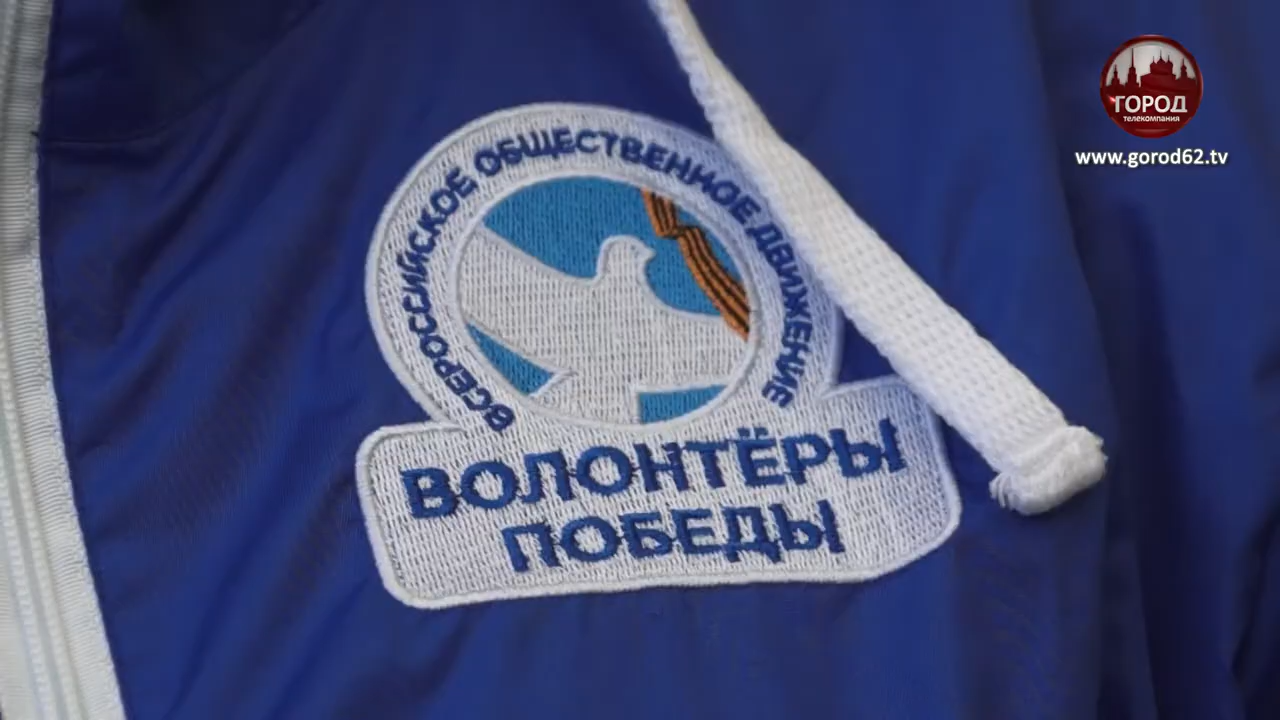 ГОРОД
телекомпания
www.gorod62.tv
ВСЕРОССИЙСКОЕ ОБЩЕСТВЕННОЕ ДВИЖЕНИЕ
ВОЛОНТЁРЫ
ПОБЕДЫ